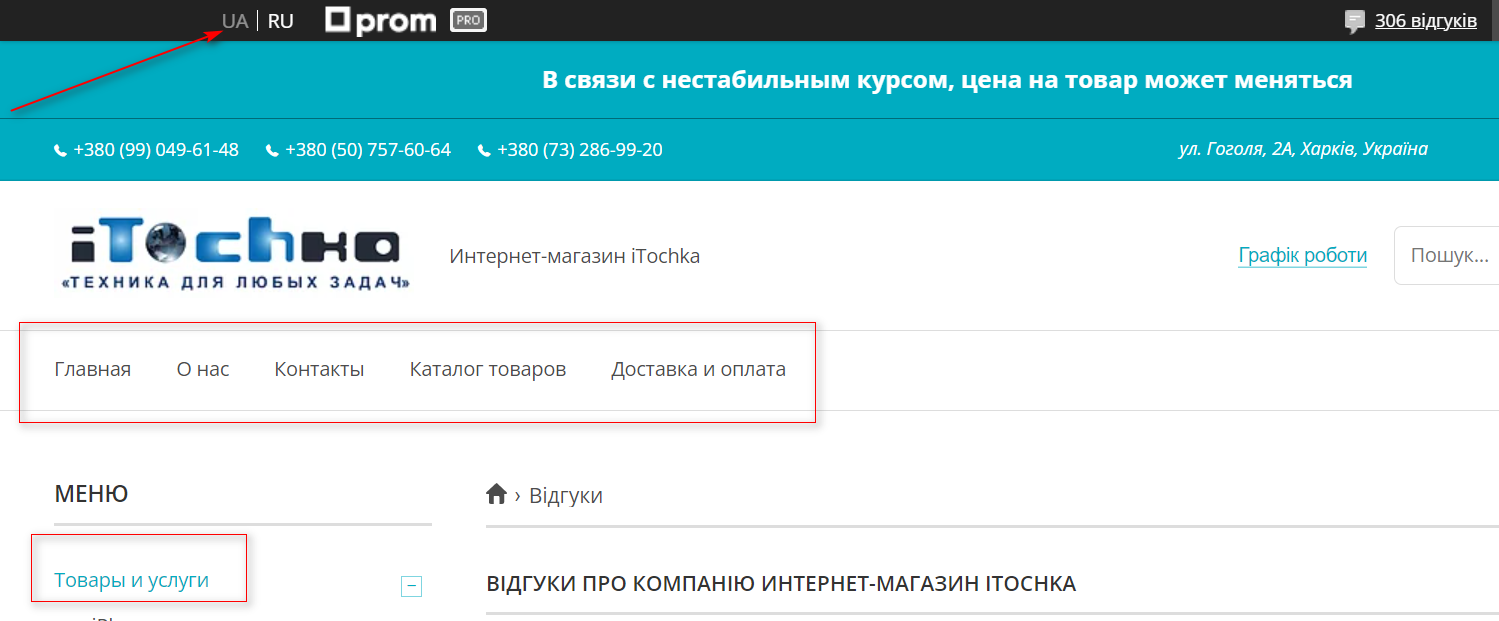 UA RU prom PRO 306 відгуків
В связи с нестабильным курсом, цена на товар может меняться
+380 (99) 049-61-48 +380 (50) 757-60-64 +380 (73) 286-99-20 ул. Гоголя, 2А, Харків, Україна
iTochka
«ТЕХНИКА ДЛЯ ЛЮБЫХ ЗАДАЧ»
Интернет-магазин iTochka
Графік роботи
Пошук...
Главная О нас Контакты Каталог товаров Доставка и оплата
МЕНЮ
› Відгуки
Товары и услуги
ВІДГУКИ ПРО КОМПАНІЮ ИНТЕРНЕТ-МАГАЗИН ITOCHKA